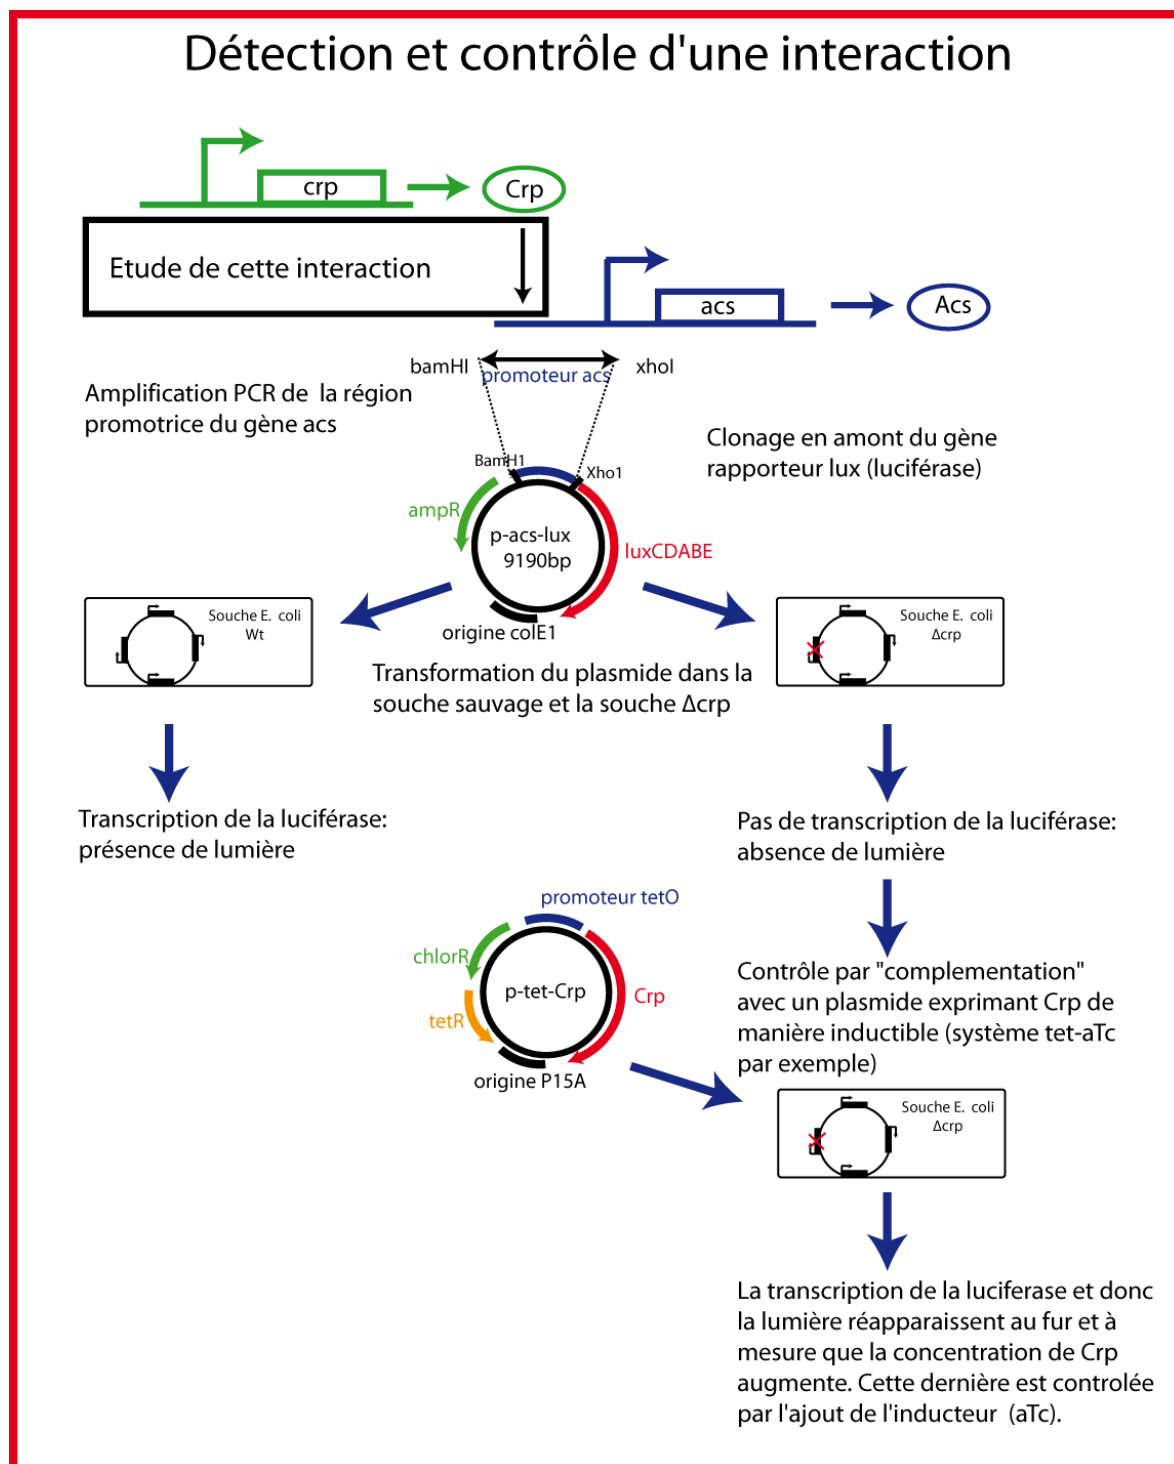 Détection et contrôle d'une interaction
crp
Crp
Etude de cette interaction
acs
Acs
bamHI
promoteur acs
xhoI
Amplification PCR de la région
promotrice du gène acs
Clonage en amont du gène
rapporteur lux (luciférase)
BamH1
Xho1
ampR
p-acs-lux
9190bp
luxCDABE
origine colE1
Souche E. coli
Wt
Souche E. coli
Δcrp
Transformation du plasmide dans la
souche sauvage et la souche Δcrp
Transcription de la luciférase:
présence de lumière
Pas de transcription de la luciférase:
absence de lumière
promoteur tetO
chlorR
p-tet-Crp
Crp
tetR
origine P15A
Contrôle par "complementation"
avec un plasmide exprimant Crp de
manière inductible (système tet-aTc
par exemple)
Souche E. coli
Δcrp
La transcription de la luciferase et donc
la lumière réapparaissent au fur et à
mesure que la concentration de Crp
augmente. Cette dernière est controlée
par l'ajout de l'inducteur (aTc).